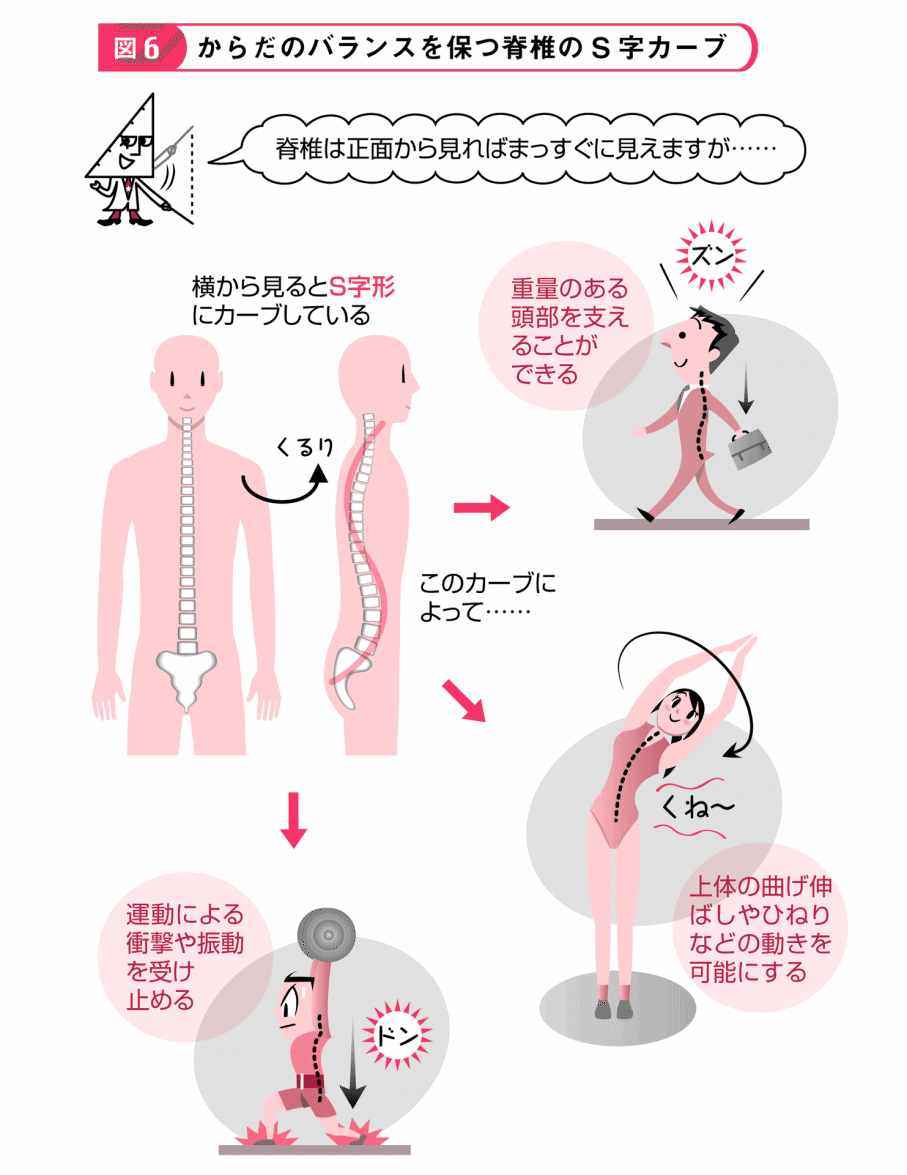 図6 からだのバランスを保つ脊椎のS字カーブ
脊椎は正面から見ればまっすぐに見えますが……
横から見るとS字形
にカーブしている
くるり
ズン
重量のある
頭部を支え
ることが
できる
このカーブに
よって……
くね～
上体の曲げ伸
ばしやひねり
などの動きを
可能にする
運動による
衝撃や振動
を受け
止める
ドン